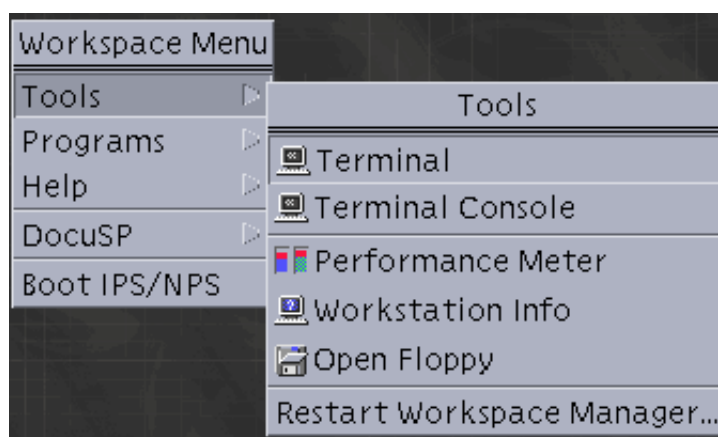 Workspace Menu
Tools
Programs
Help
DocuSP
Boot IPS/NPS
Tools
Terminal
Terminal Console
Performance Meter
Workstation Info
Open Floppy
Restart Workspace Manager...